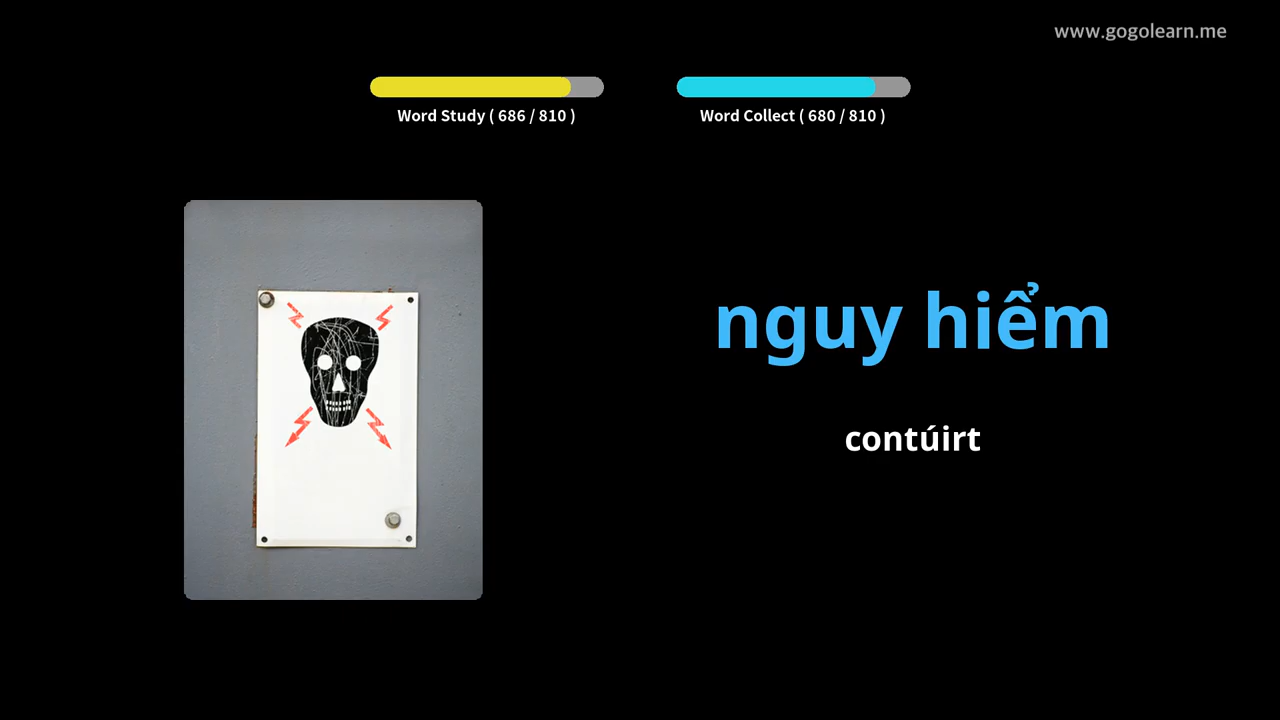 www.gogolearn.me
Word Study ( 686 / 810 )
Word Collect ( 680 / 810 )
nguy hiểm
contúirt